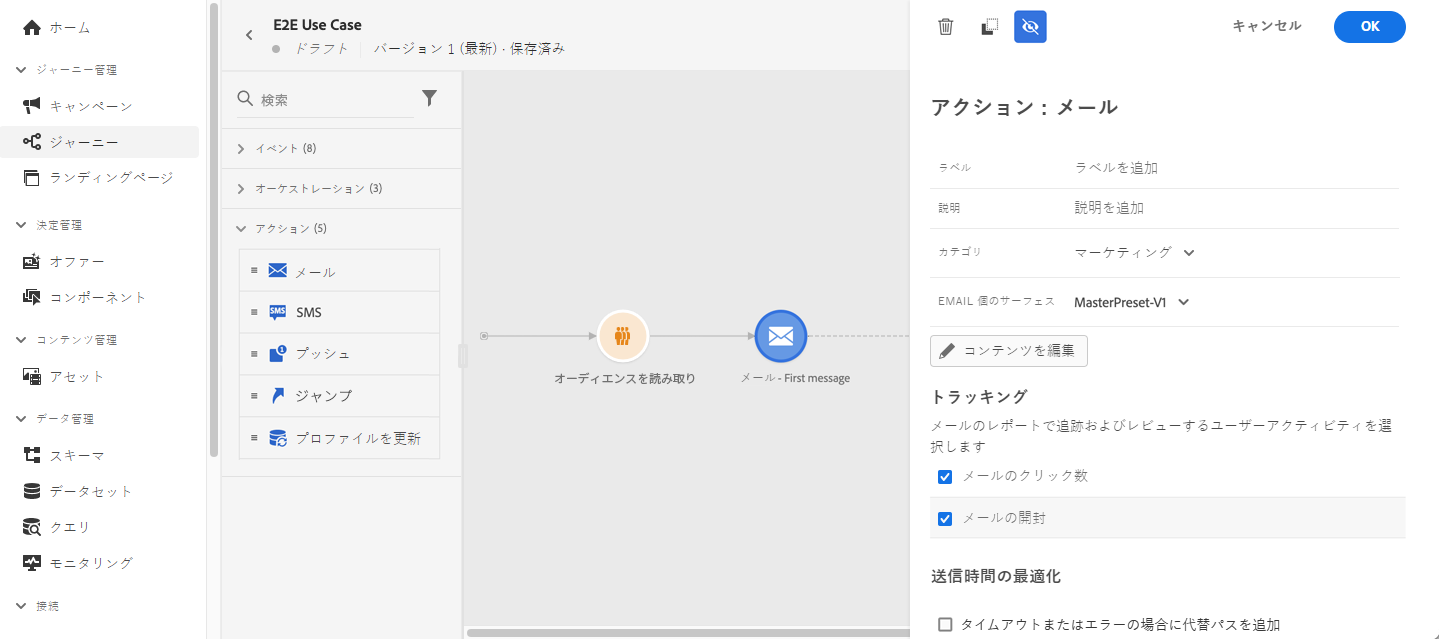 ホーム
ジャーニー管理
キャンペーン
ジャーニー
ランディングページ
決定管理
オファー
コンポーネント
コンテンツ管理
アセット
データ管理
スキーマ
データセット
クエリ
モニタリング
接続
E2E Use Case
ドラフト
バージョン 1 (最新) · 保存済み
検索
イベント (8)
オーケストレーション (3)
アクション (5)
メール
SMS
SMS
プッシュ
1
ジャンプ
プロファイルを更新
オーディエンスを読み取り
メール - First message
キャンセル
OK
アクション : メール
ラベル ラベルを追加
説明 説明を追加
カテゴリ マーケティング
EMAIL 個のサーフェス MasterPreset-V1
コンテンツを編集
トラッキング
メールのレポートで追跡およびレビューするユーザーアクティビティを選
択します
メールのクリック数
メールの開封
送信時間の最適化
タイムアウトまたはエラーの場合に代替パスを追加